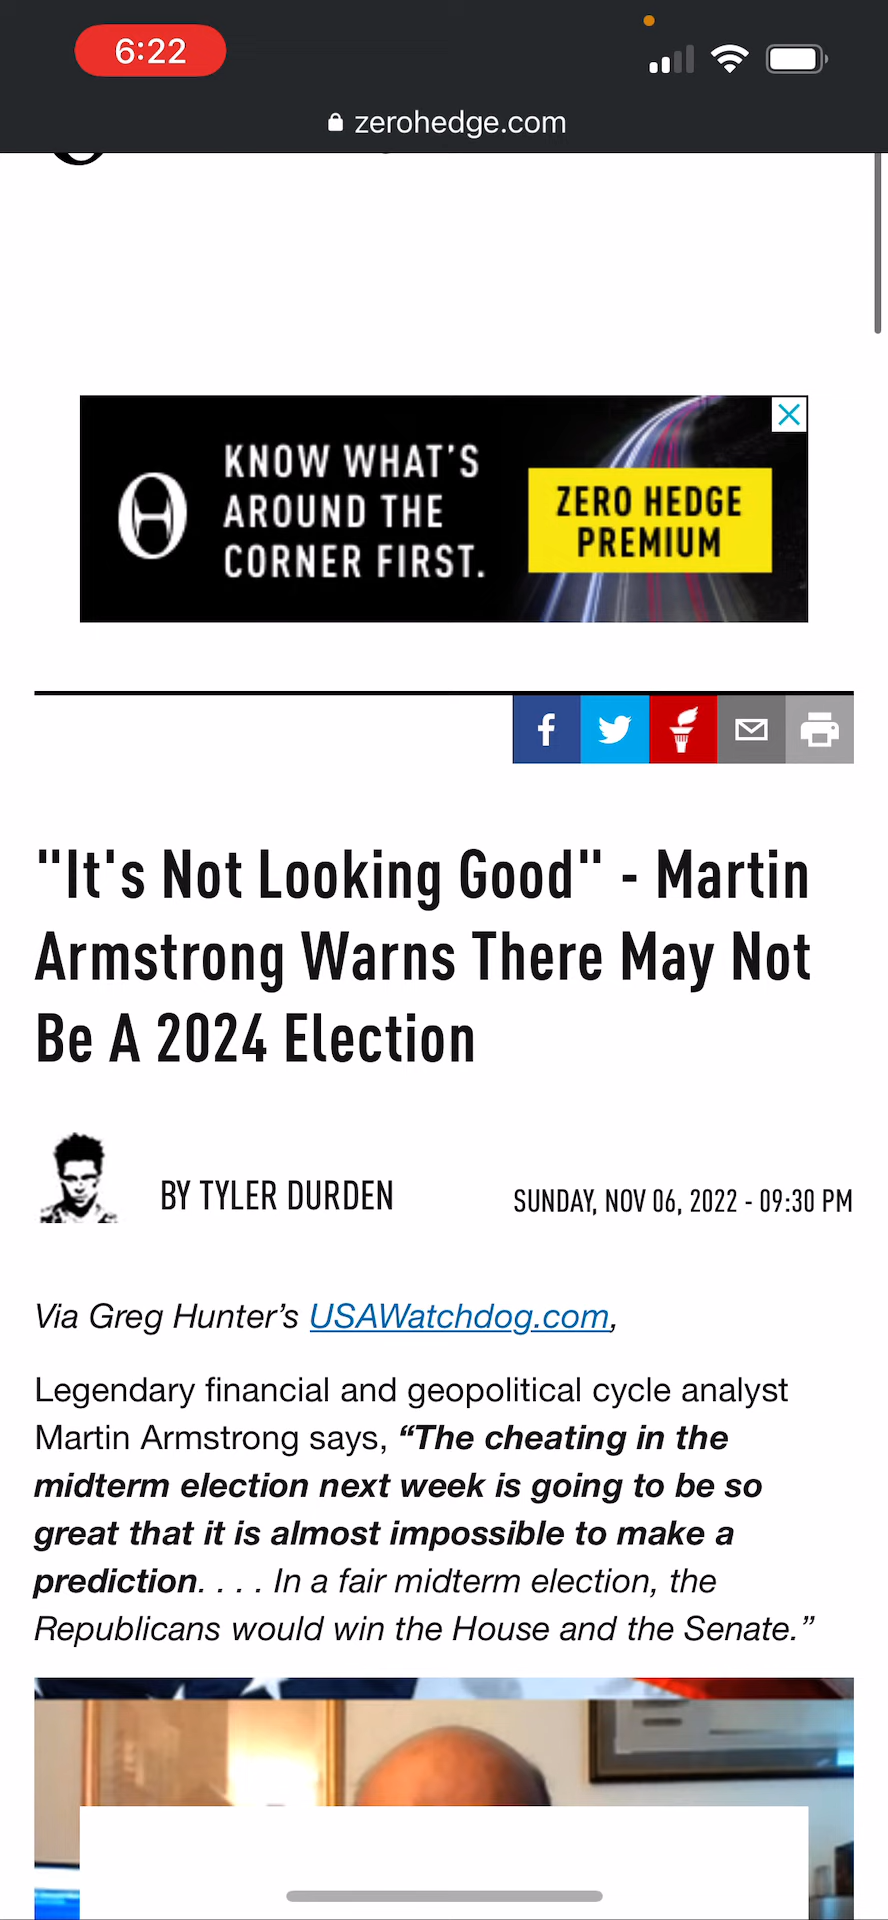 6:22
zerohedge.com
KNOW WHAT'S
AROUND THE
CORNER FIRST.
ZERO HEDGE
PREMIUM
"It's Not Looking Good" - Martin
Armstrong Warns There May Not
Be A 2024 Election
BY TYLER DURDEN
SUNDAY, NOV 06, 2022 - 09:30 PM
Via Greg Hunter’s USAWatchdog.com,
Legendary financial and geopolitical cycle analyst
Martin Armstrong says, “The cheating in the
midterm election next week is going to be so
great that it is almost impossible to make a
prediction. . . . In a fair midterm election, the
Republicans would win the House and the Senate.”